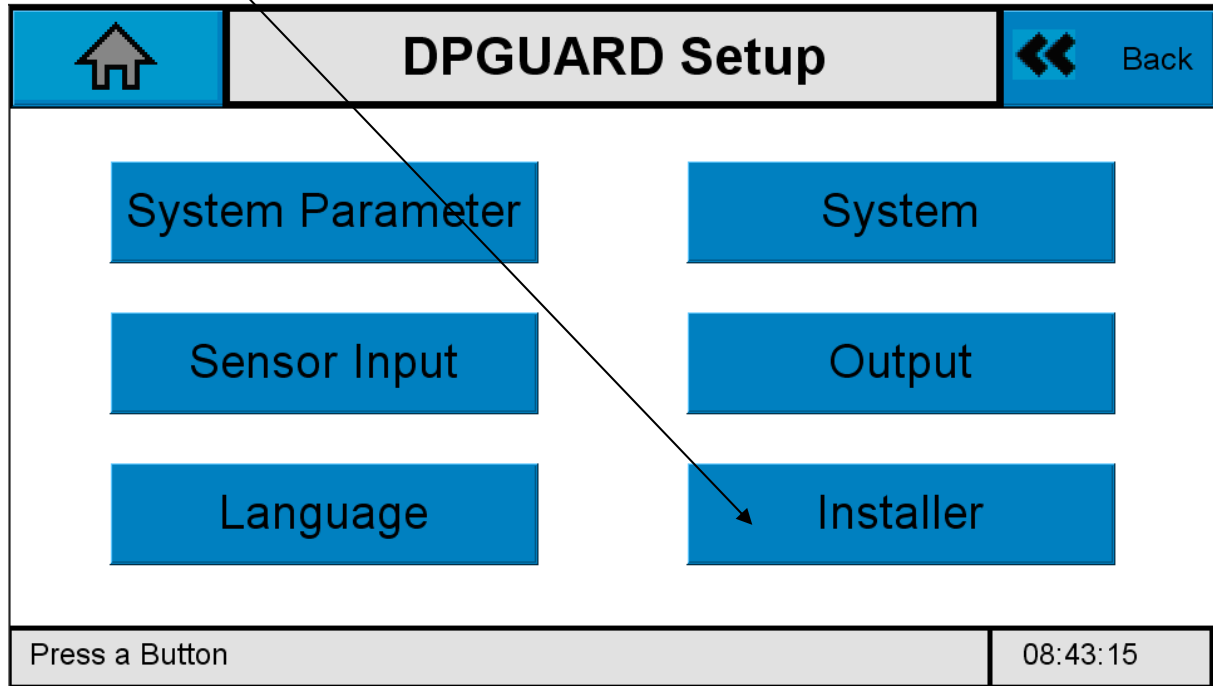 DPGUARD Setup
Back
System Parameter
System
Sensor Input
Output
Language
Installer
Press a Button
08:43:15